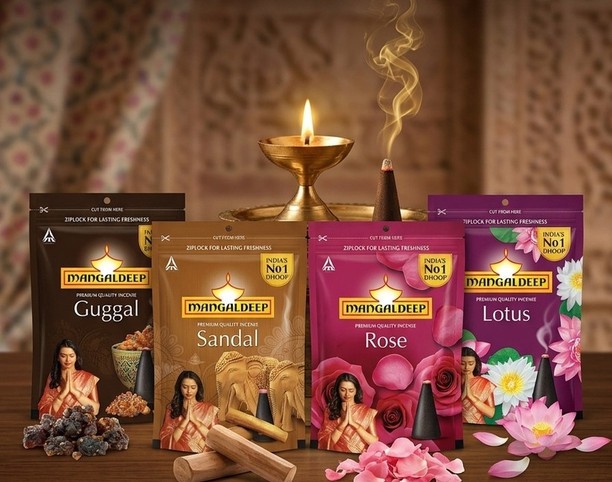 CUT FROM HERE
ZIPLOCK FOR LASTING FRESHNESS
MANGALDEEP
PREMIUM QUALITY INCENSE
Guggal
CUT FROM HERE
ZIPLOCK FOR LASTING FRESHNESS
INDIA'S
No1
DHOOP
MANGALDEEP
PREMIUM QUALITY INCENSE
Sandal
CUT FROM HERE
ZIPLOCK FOR LASTING FRESHNESS
INDIA'S
No1
DHOOP
MANGALDEEP
PREMIUM QUALITY INCENSE
Rose
CUT FROM HERE
ZIPLOCK FOR LASTING FRESHNESS
INDIA'S
No1
DHOOP
MANGALDEEP
PREMIUM QUALITY INCENSE
Lotus